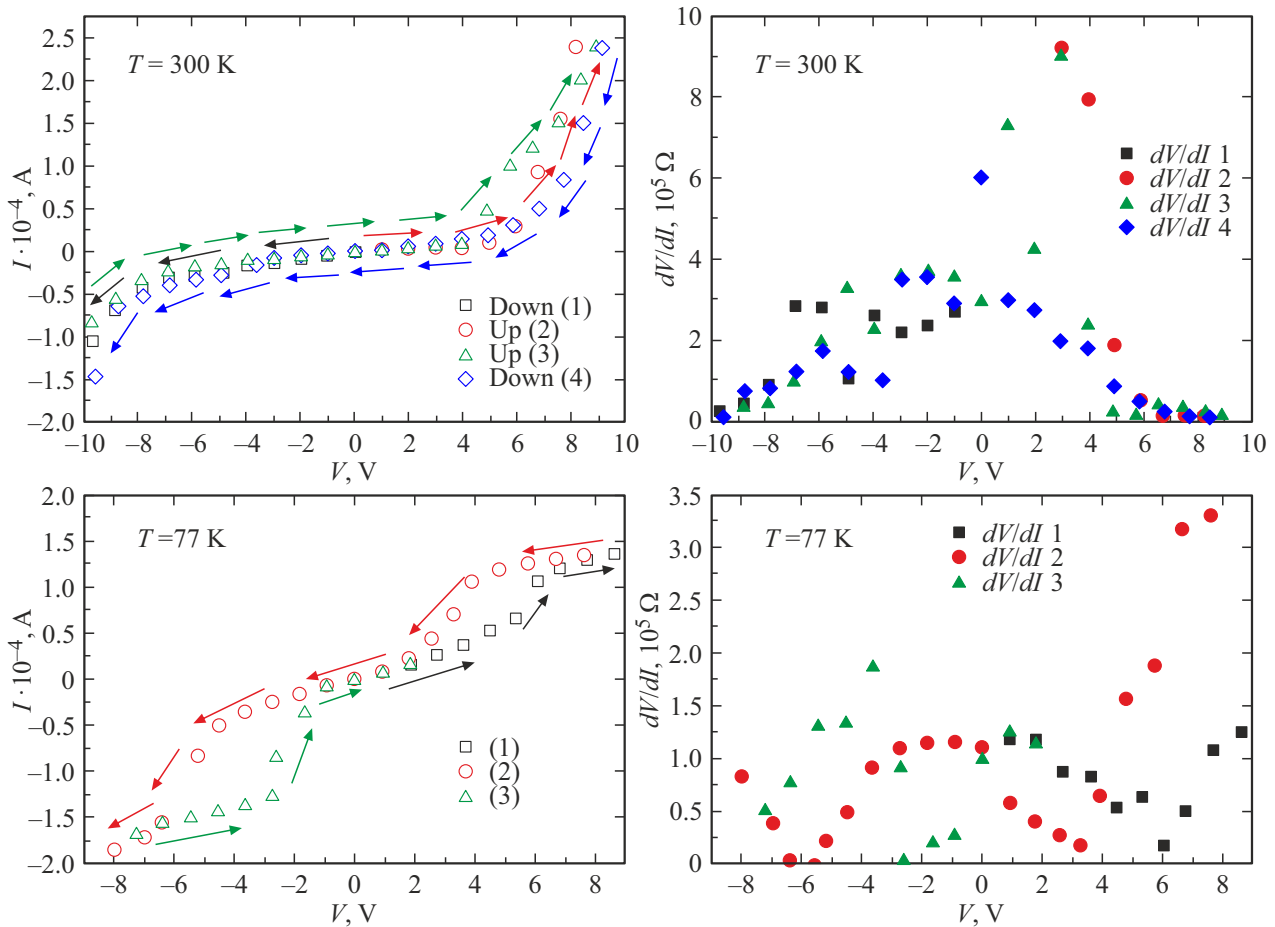 2.5
2.0
1.5
1.0
0.5
0
–0.5
–1.0
–1.5
–2.0
I · 10⁻⁴, A
T = 300 K
Down (1)
Up (2)
Up (3)
Down (4)
–10 –8 –6 –4 –2 0 2 4 6 8 10
V, V
10
8
6
4
2
0
dV/dI, 10⁵ Ω
T = 300 K
dV/dI 1
dV/dI 2
dV/dI 3
dV/dI 4
–10 –8 –6 –4 –2 0 2 4 6 8 10
V, V
2.0
1.5
1.0
0.5
0
–0.5
–1.0
–1.5
–2.0
I · 10⁻⁴, A
T =77 K
(1)
(2)
(3)
–8 –6 –4 –2 0 2 4 6 8
V, V
3.5
3.0
2.5
2.0
1.5
1.0
0.5
0
dV/dI, 10⁵ Ω
T =77 K
dV/dI 1
dV/dI 2
dV/dI 3
–8 –6 –4 –2 0 2 4 6 8
V, V